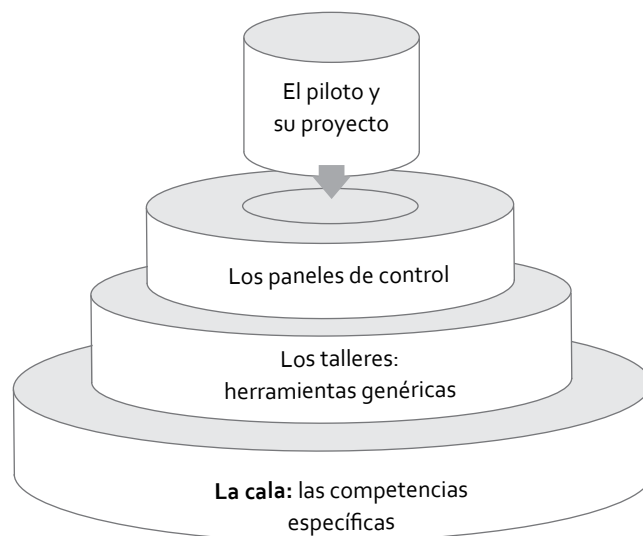 El piloto y
su proyecto
Los paneles de control
Los talleres:
herramientas genéricas
La cala: las competencias
específicas